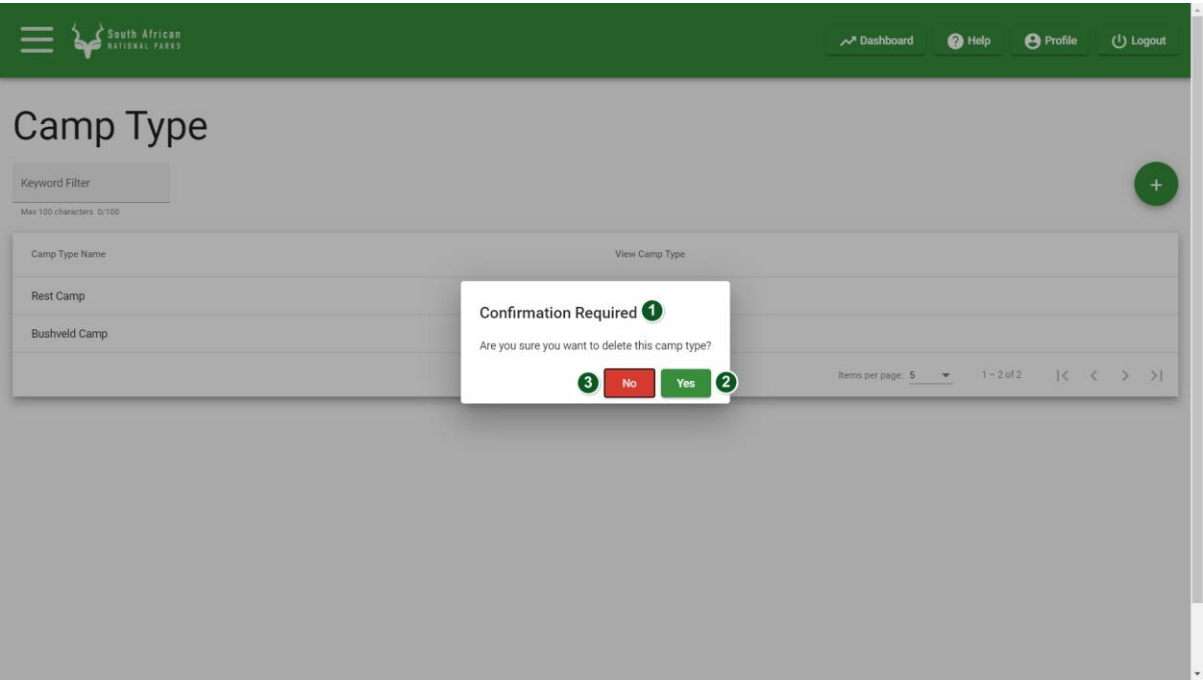 South African
NATIONAL PARKS
Dashboard
Help
Profile
Logout
Camp Type
Keyword Filter
Max 100 characters 0/100
Camp Type Name
View Camp Type
Rest Camp
Bushveld Camp
Confirmation Required 1
Are you sure you want to delete this camp type?
3 No Yes 2
Items per page: 5 1 – 2 of 2